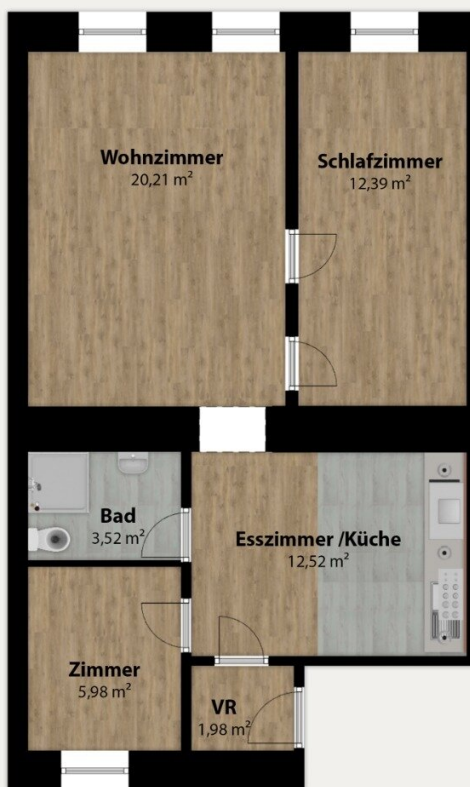 Wohnzimmer
20,21 m²
Schlafzimmer
12,39 m²
Bad
3,52 m²
Esszimmer /Küche
12,52 m²
Zimmer
5,98 m²
VR
1,98 m²